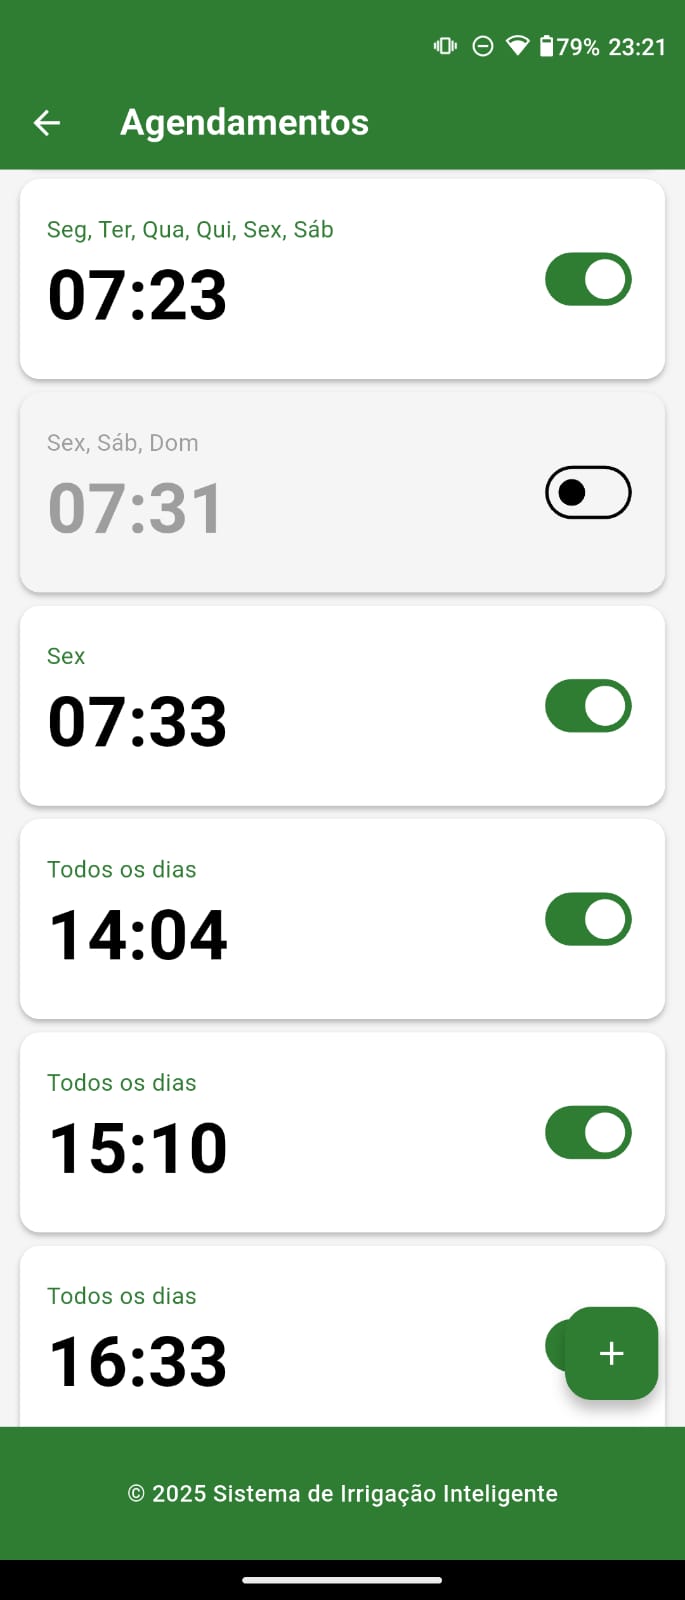 79% 23:21
Agendamentos
Seg, Ter, Qua, Qui, Sex, Sáb
07:23
Sex, Sáb, Dom
07:31
Sex
07:33
Todos os dias
14:04
Todos os dias
15:10
Todos os dias
16:33
+
© 2025 Sistema de Irrigação Inteligente